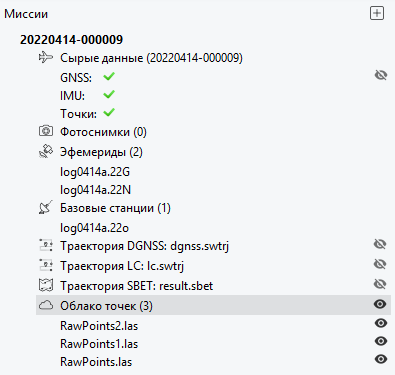 Миссии
20220414-000009
Сырые данные (20220414-000009)
GNSS:
IMU:
Точки:
Фотоснимки (0)
Эфемериды (2)
log0414a.22G
log0414a.22N
Базовые станции (1)
log0414a.22o
Траектория DGNSS: dgnss.swtrj
Траектория LC: lc.swtrj
Траектория SBET: result.sbet
Облако точек (3)
RawPoints2.las
RawPoints1.las
RawPoints.las